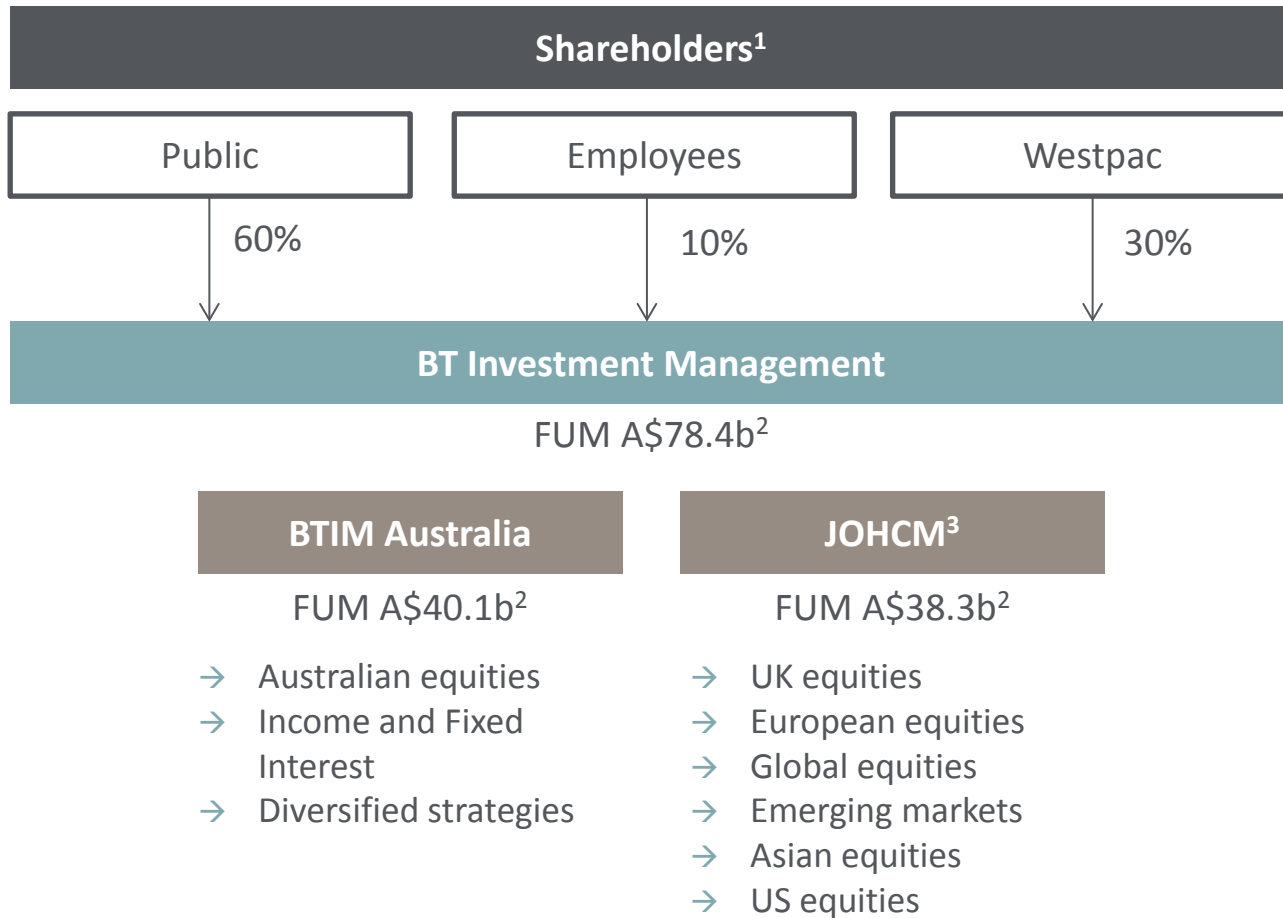 Shareholders¹
Public
Employees
Westpac
60%
10%
30%
BT Investment Management
FUM A$78.4b²
BTIM Australia
FUM A$40.1b²
→ Australian equities
→ Income and Fixed
Interest
→ Diversified strategies
JOHCM³
FUM A$38.3b²
→ UK equities
→ European equities
→ Global equities
→ Emerging markets
→ Asian equities
→ US equities